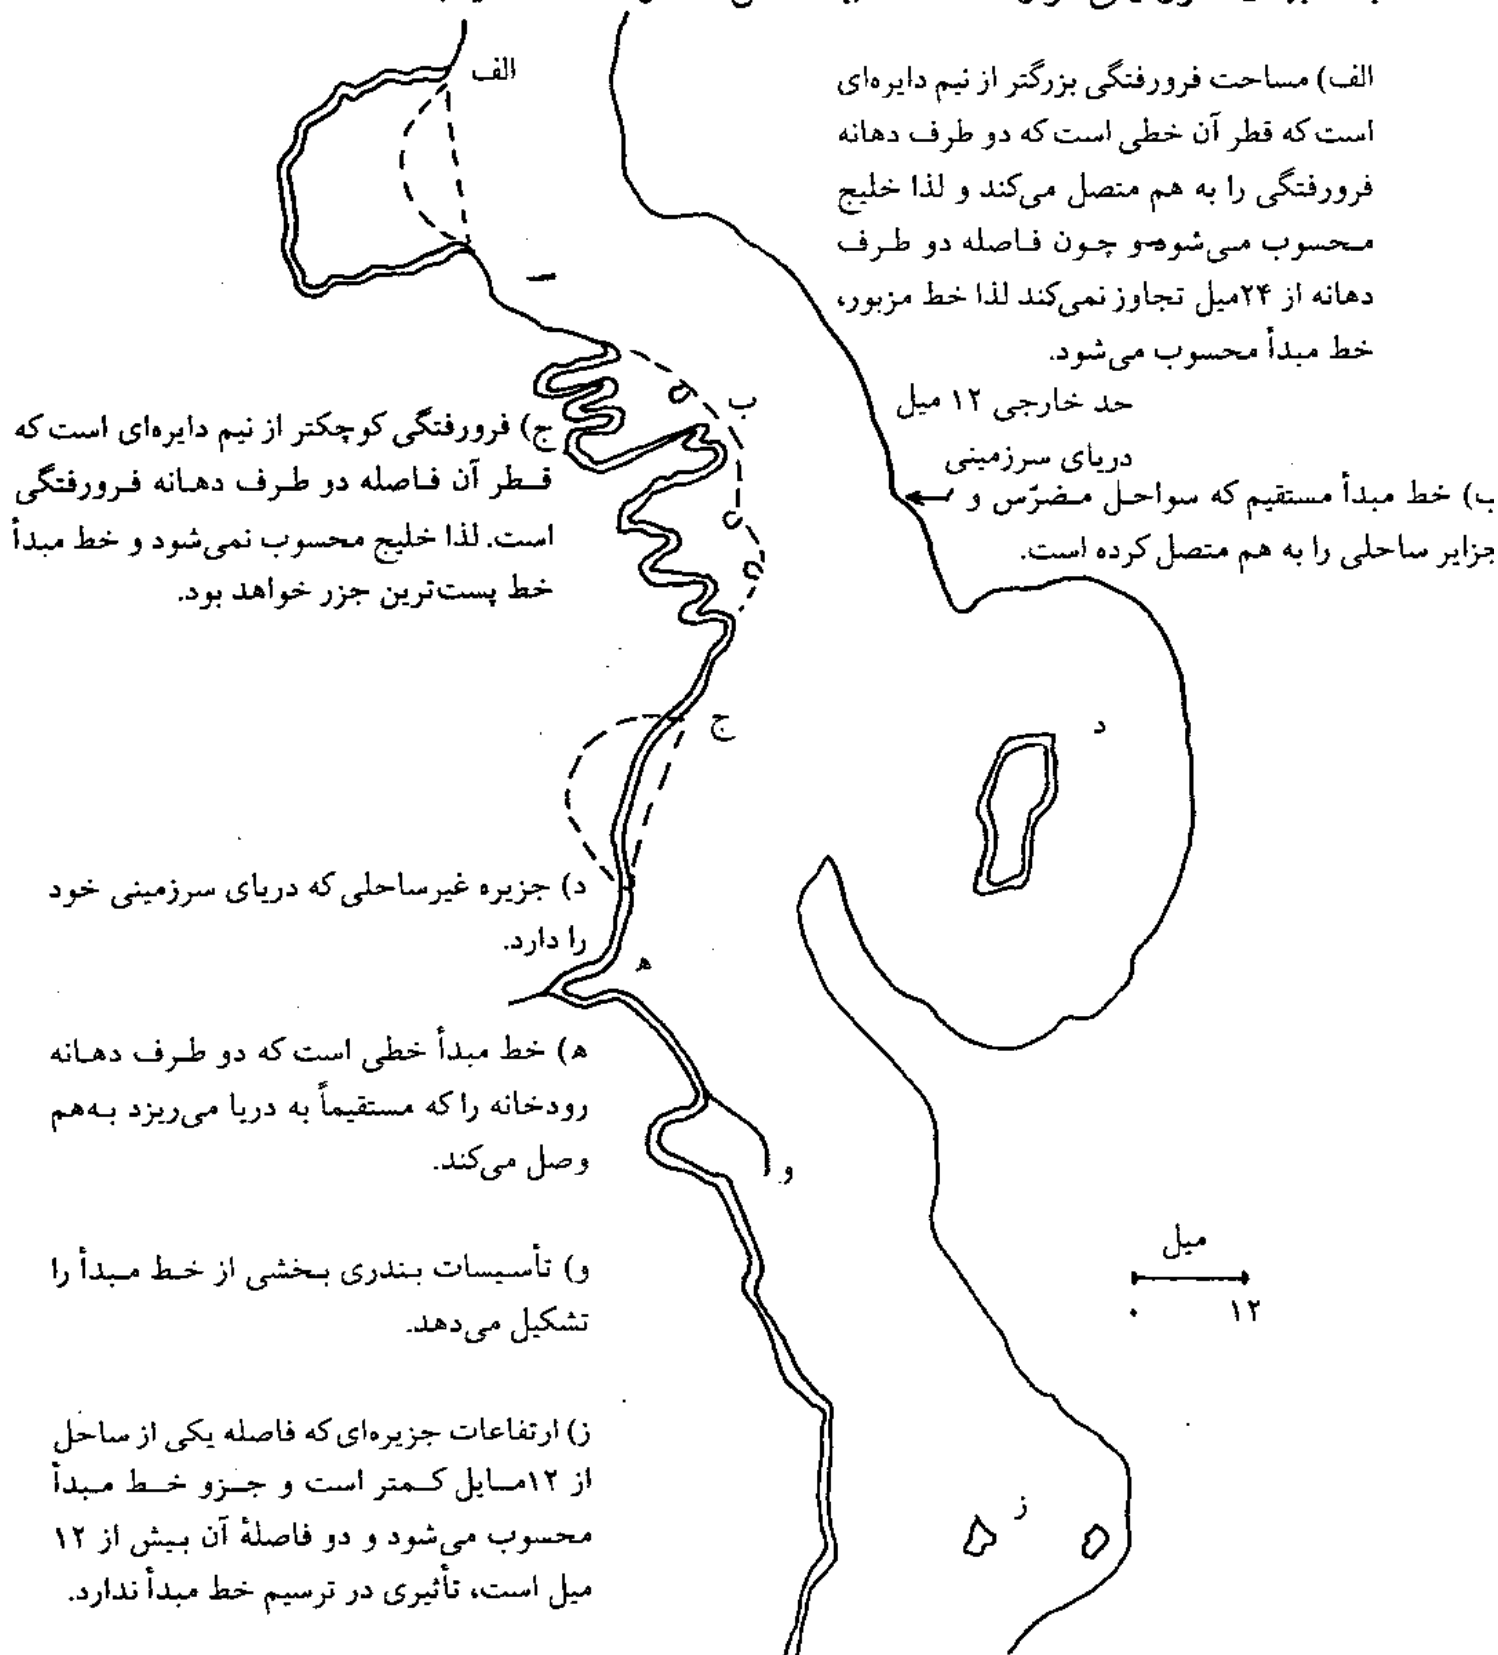 الف
الف) مساحت فرورفتگی بزرگتر از نیم دایره‌ای
است که قطر آن خطی است که دو طرف دهانه
فرورفتگی را به هم متصل می‌کند و لذا خلیج
محسوب می‌شود و چون فاصله دو طرف
دهانه از ۲۴میل تجاوز نمی‌کند لذا خط مزبور،
خط مبدأ محسوب می‌شود.
حد خارجی ۱۲ میل
دریای سرزمینی
ب
ب) خط مبدأ مستقیم که سواحل مضرّس و
جزایر ساحلی را به هم متصل کرده است.
ج) فرورفتگی کوچکتر از نیم دایره‌ای است که
قطر آن فاصله دو طرف دهانه فرورفتگی
است. لذا خلیج محسوب نمی‌شود و خط مبدأ
خط پست‌ترین جزر خواهد بود.
ج
د
د) جزیره غیرساحلی که دریای سرزمینی خود
را دارد.
ه
ه) خط مبدأ خطی است که دو طرف دهانه
رودخانه را که مستقیماً به دریا می‌ریزد به‌هم
وصل می‌کند.
و
و) تأسیسات بندری بخشی از خط مبدأ را
تشکیل می‌دهد.
میل
۰ ۱۲
ز) ارتفاعات جزیره‌ای که فاصله یکی از ساحل
از ۱۲مایل کمتر است و جزو خط مبدأ
محسوب می‌شود و دو فاصلهٔ آن بیش از ۱۲
میل است، تأثیری در ترسیم خط مبدأ ندارد.
ز